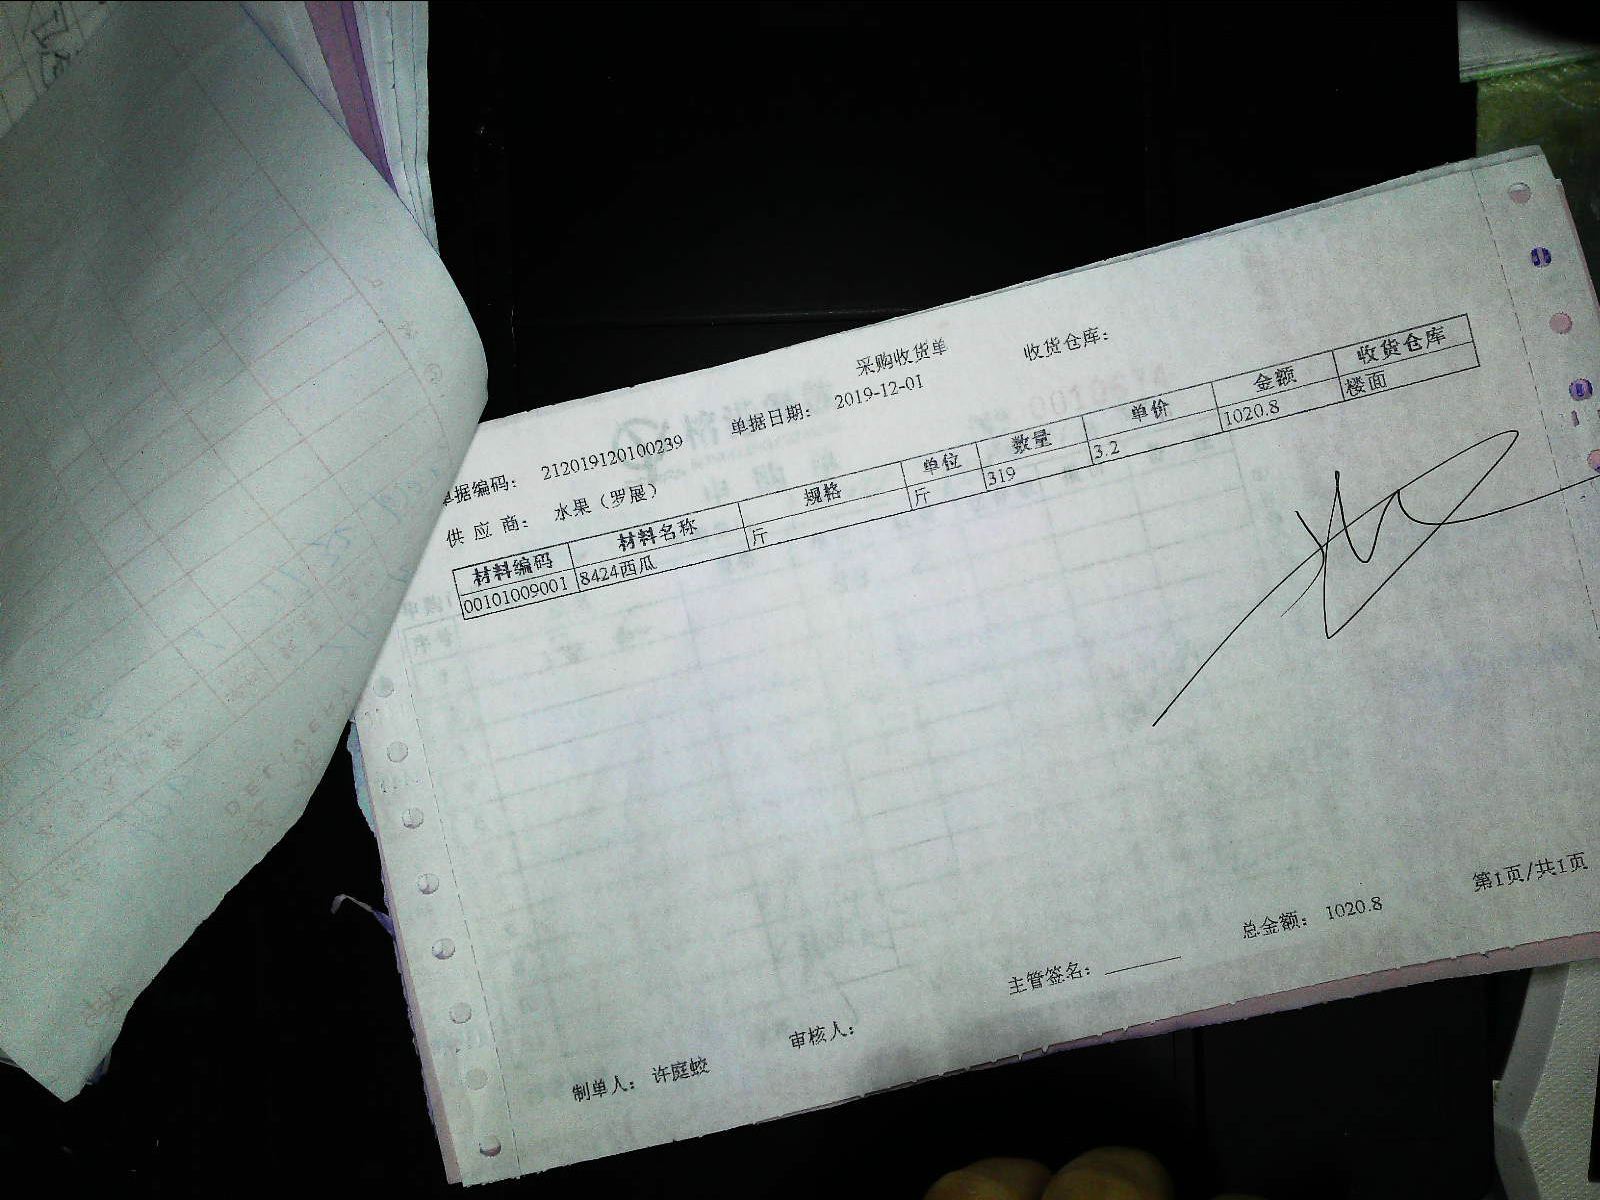 采购收货单
收货仓库：
单据编码： 212019120100239 单据日期： 2019-12-01
供应商： 水果（罗展）
材料编码 材料名称 规格 单位 数量 单价 金额 收货仓库
00101009001 8424西瓜 斤 斤 319 3.2 1020.8 楼面
总金额： 1020.8 第1页/共1页
制单人： 许庭蛟 审核人： 主管签名：